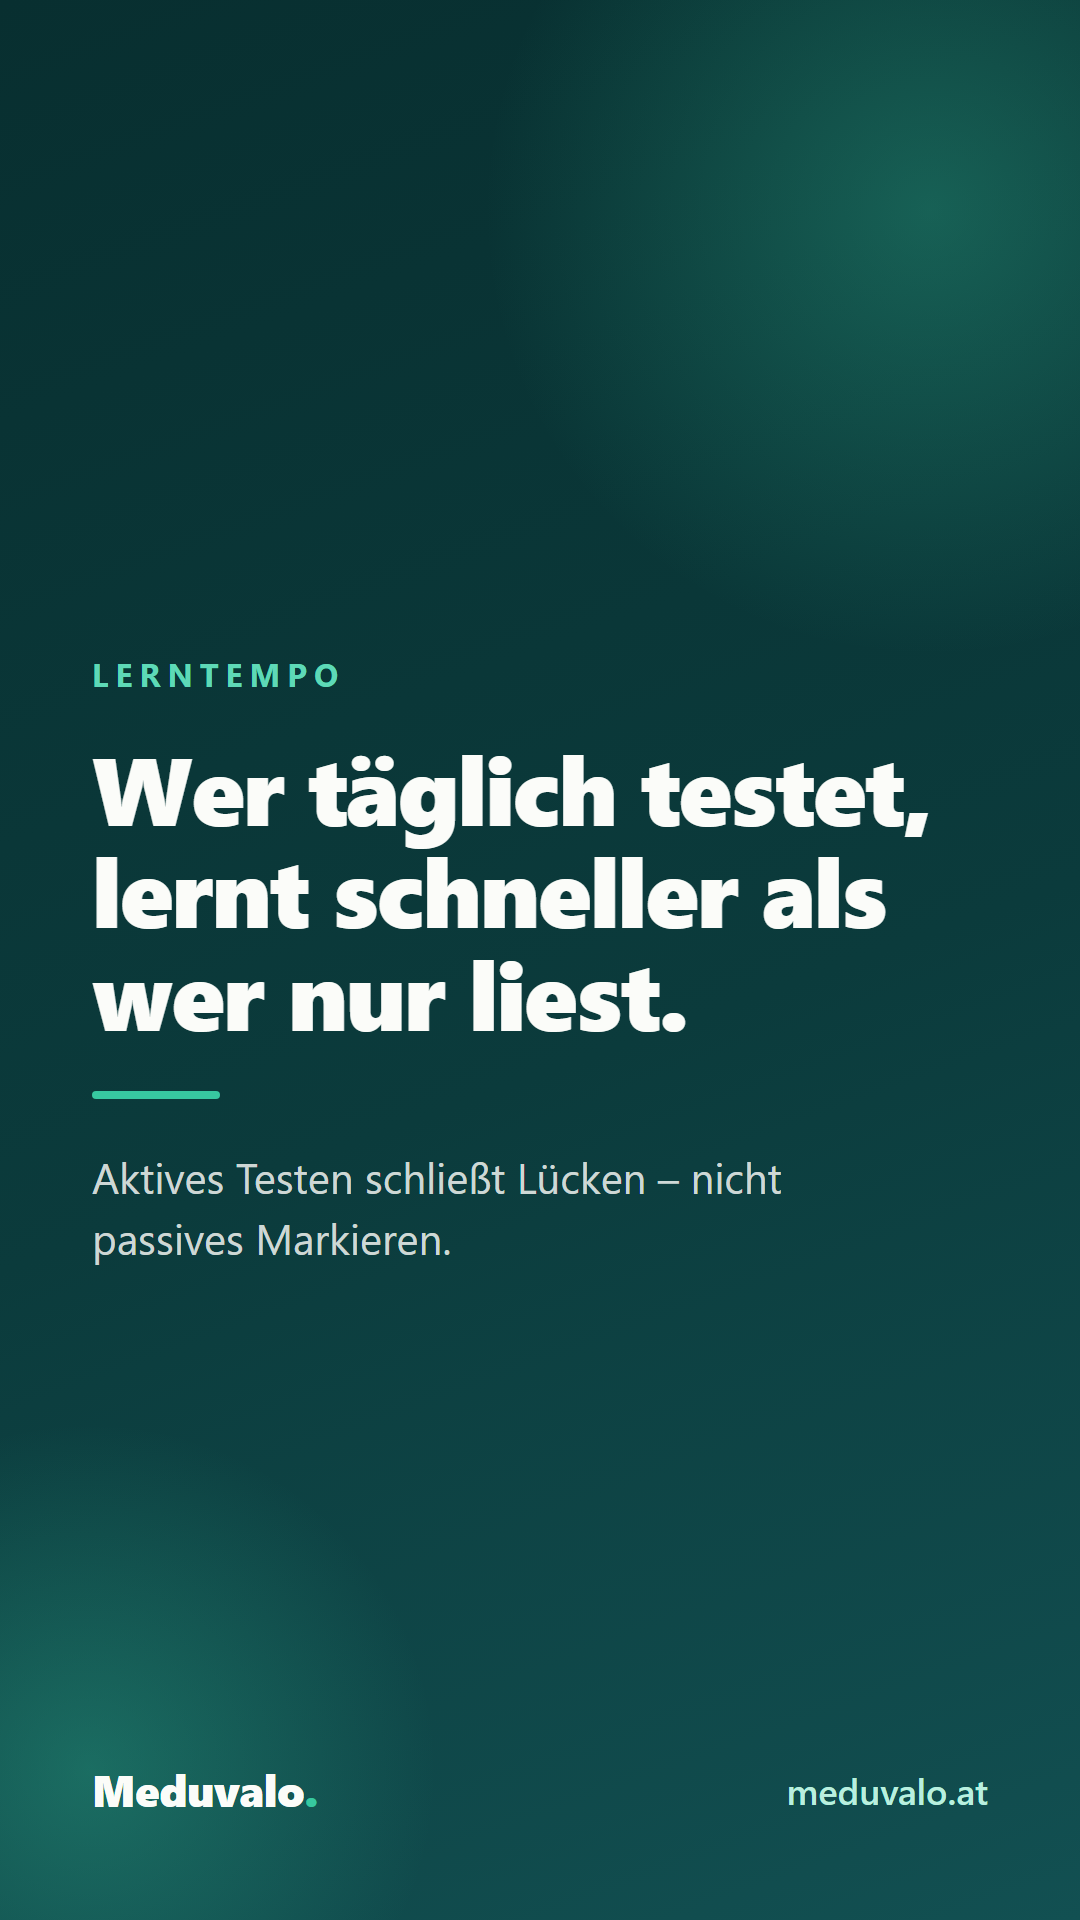 LERNTEMPO
Wer täglich testet,
lernt schneller als
wer nur liest.
Aktives Testen schließt Lücken – nicht
passives Markieren.
Meduvalo.
meduvalo.at